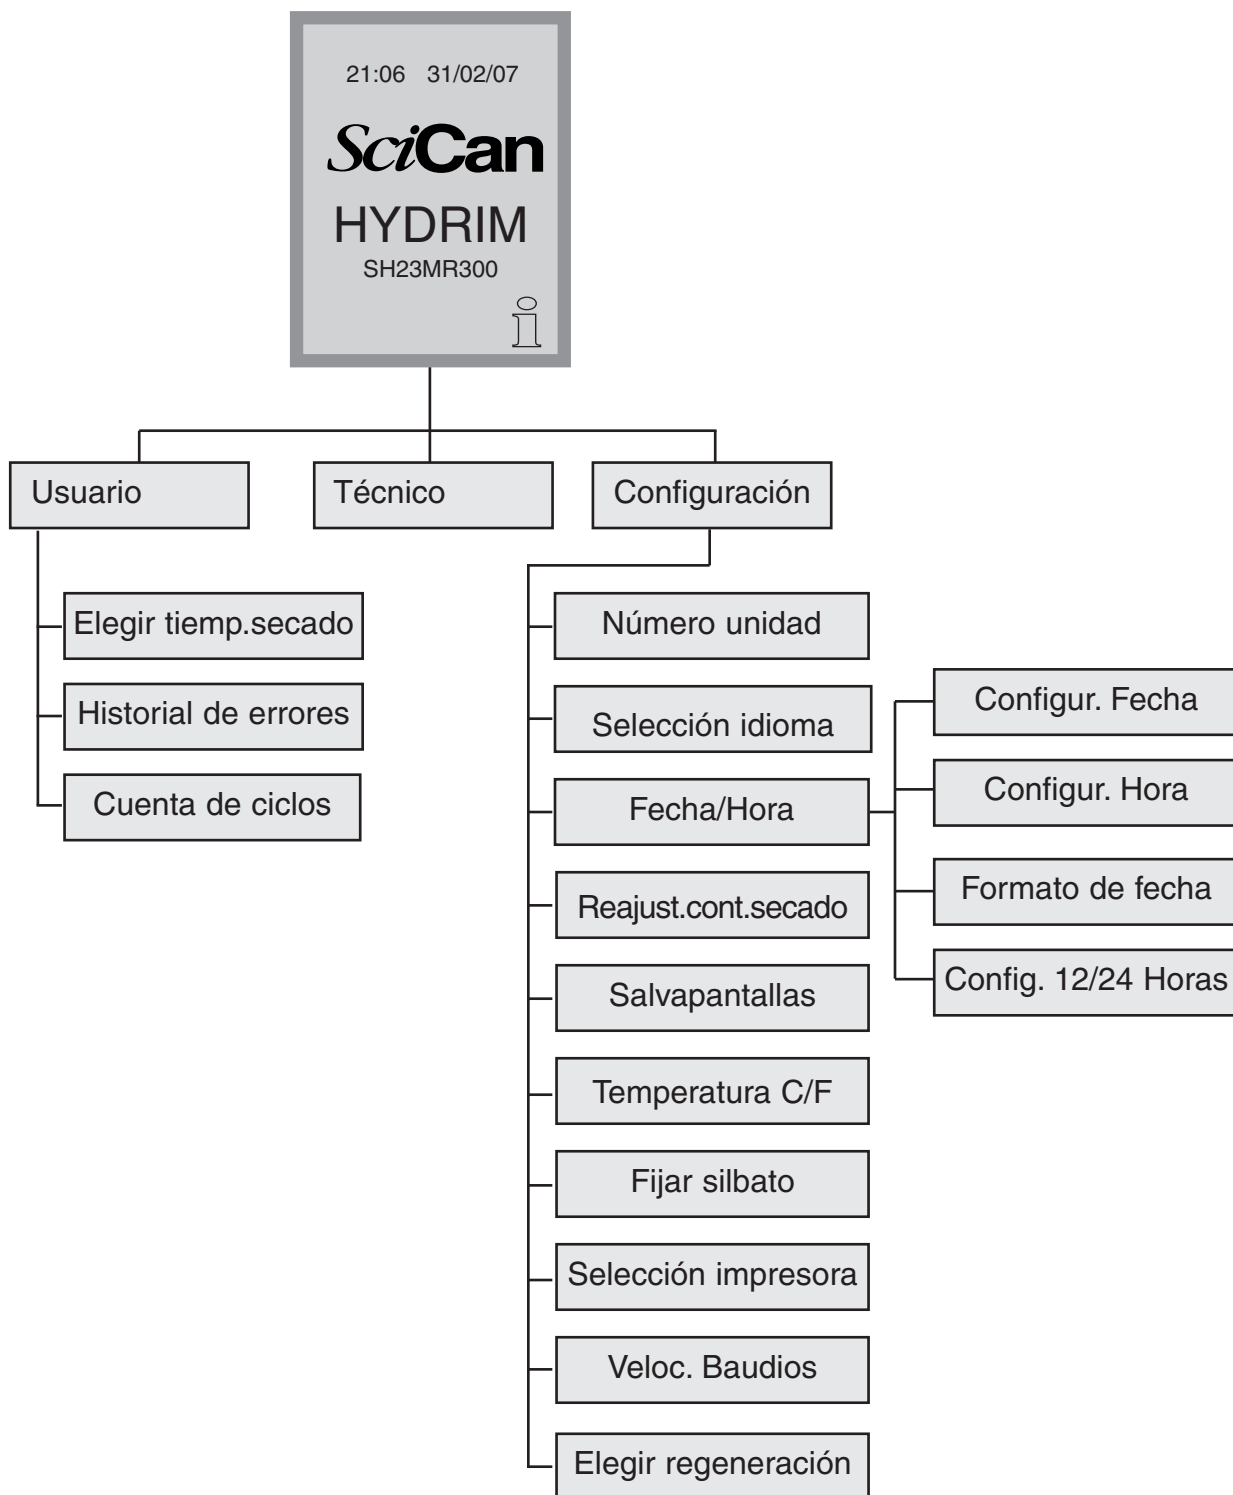 21:06 31/02/07
SciCan
HYDRIM
SH23MR300
i
Usuario
Técnico
Configuración
Elegir tiemp.secado
Historial de errores
Cuenta de ciclos
Número unidad
Selección idioma
Fecha/Hora
Reajust.cont.secado
Salvapantallas
Temperatura C/F
Fijar silbato
Selección impresora
Veloc. Baudios
Elegir regeneración
Configur. Fecha
Configur. Hora
Formato de fecha
Config. 12/24 Horas